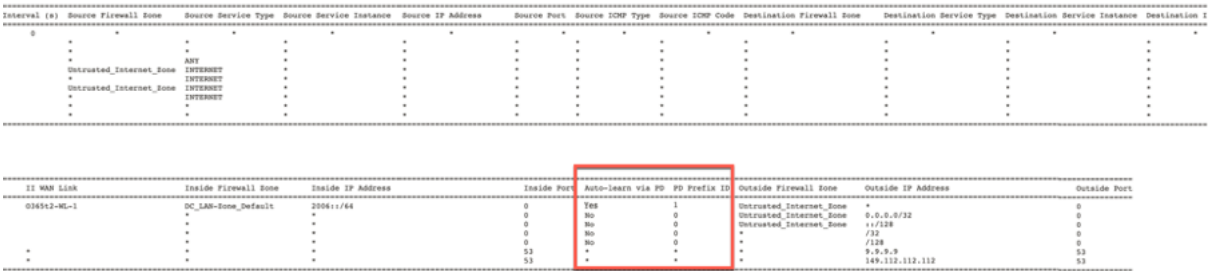 Interval (s) Source Firewall Zone Source Service Type Source Service Instance Source IP Address Source Port Source ICMP Type Source ICMP Code Destination Firewall Zone Destination Service Type Destination Service Instance Destination I
0 * * * * * * * * * * *
* * * * * * *
* * * * * * *
* ANY * * * * *
Untrusted_Internet_Zone INTERNET * * * * *
* INTERNET * * * * *
Untrusted_Internet_Zone INTERNET * * * * *
* INTERNET * * * * *
* * * * * * *
* * * * * * *
II WAN Link Inside Firewall Zone Inside IP Address Inside Port Auto-learn via PD PD Prefix ID Outside Firewall Zone Outside IP Address Outside Port
O365t2-WL-1 DC_LAN-Zone_Default 2006::/64 0 Yes 1 Untrusted_Internet_Zone * 0
* * 0 No 0 Untrusted_Internet_Zone 0.0.0.0/32 0
* * 0 No 0 Untrusted_Internet_Zone ::/128 0
* * 0 No 0 * /32 0
* * 0 No 0 * /128 0
* * * 53 * * * 9.9.9.9 53
* * * 53 * * * 149.112.112.112 53